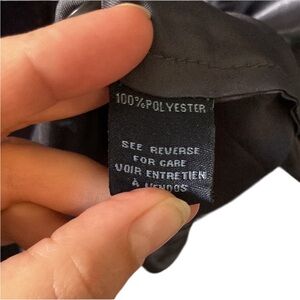 100%POLYESTER
SEE REVERSE
FOR CARE
VOIR ENTRETIEN
À VENDOS